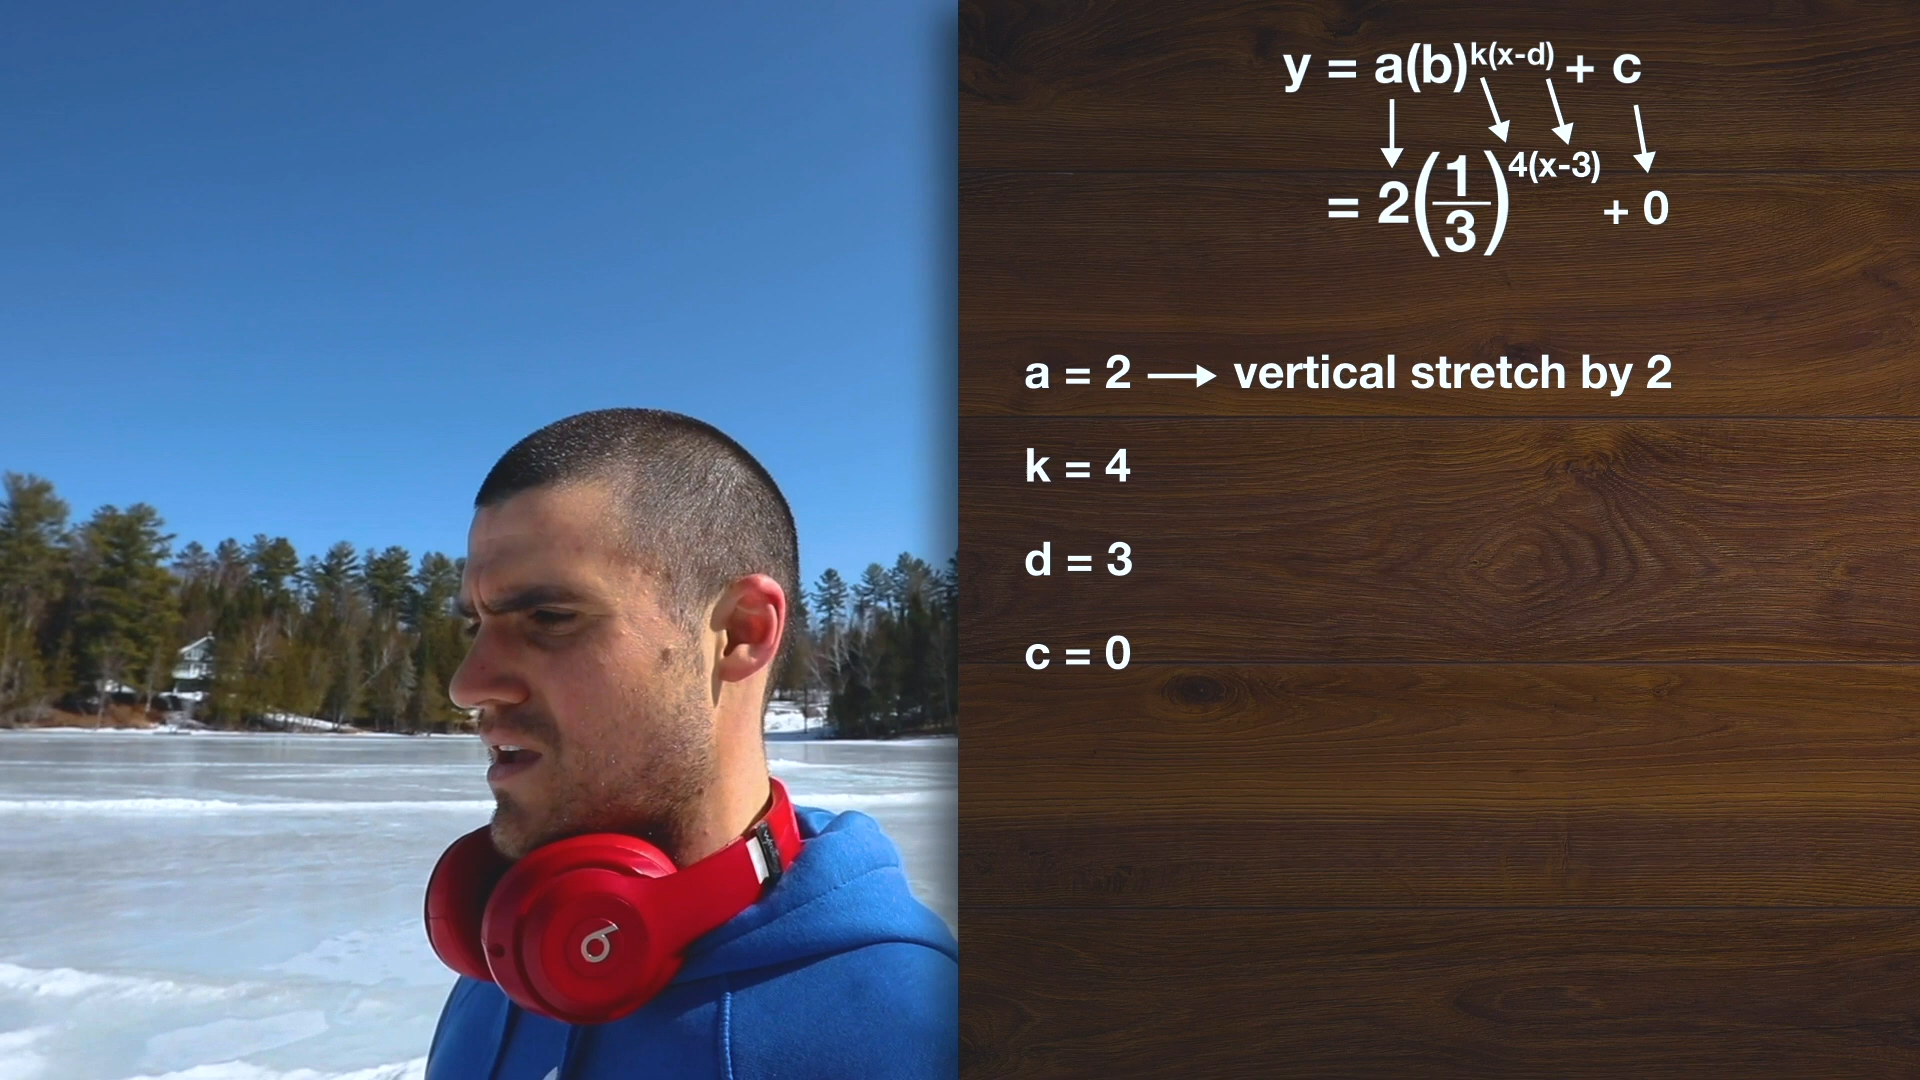 y = a(b)^k(x-d) + c
= 2(1/3)^4(x-3) + 0
a = 2 → vertical stretch by 2
k = 4
d = 3
c = 0